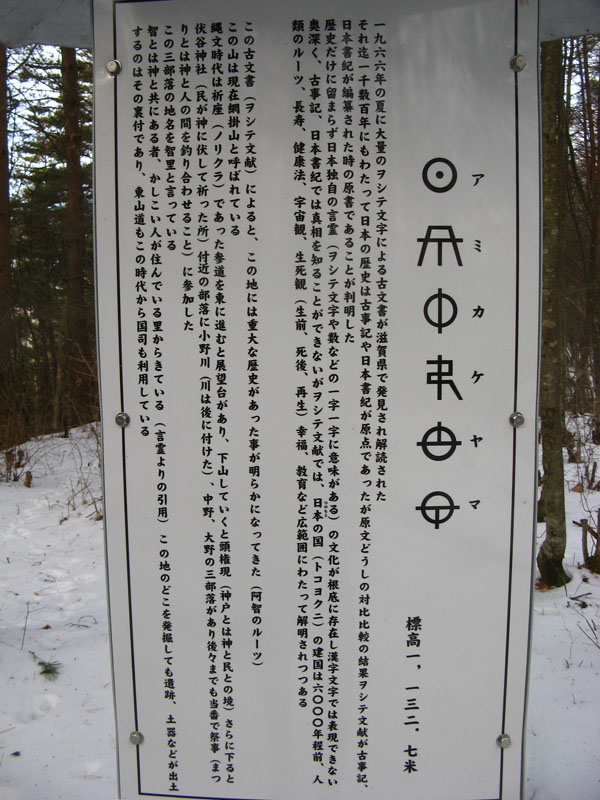 アミカケヤマ
標高一，一三二．七米
一九六六年の夏に大量のヲシテ文字による古文書が滋賀県で発見され解読された
それ迄一千数百年にもわたって日本の歴史は古事記や日本書紀が原点であったが原文どうしの対比比較の結果ヲシテ文献が古事記、
日本書紀が編纂された時の原書であることが判明した
歴史だけに留まらず日本独自の言霊（ヲシテ文字や数などの一字一字に意味がある）の文化が根底に存在し漢字文字では表現できない
奥深く、古事記、日本書紀では真相を知ることができないがヲシテ文献では、日本の国（トコヨクニ）の建国は六〇〇〇年程前、人
類のルーツ、長寿、健康法、宇宙観、生死観（生前、死後、再生）幸福、教育など広範囲にわたって解明されつつある
この古文書（ヲシテ文献）によると、この地には重大な歴史があった事が明らかになってきた（阿智のルーツ）
この山は現在網掛山と呼ばれている
縄文時代は祈座（ノリクラ）であった参道を東に進むと展望台があり、下山していくと頭権現（神戸とは神と民との境）さらに下ると
伏谷神社（民が神に伏して祈った所）付近の部落に小野川（川は後に付けた）、中野、大野の三部落があり後々までも当番で祭事（まつ
りとは神と人の間を釣り合わせること）に参加した
この三部落の地名を智里と言っている
智とは神と共にある者、かしこい人が住んでいる里からきている（言霊よりの引用）この地のどこを発掘しても遺跡、土器などが出土
するのはその裏付であり、東山道もこの時代から国司も利用している